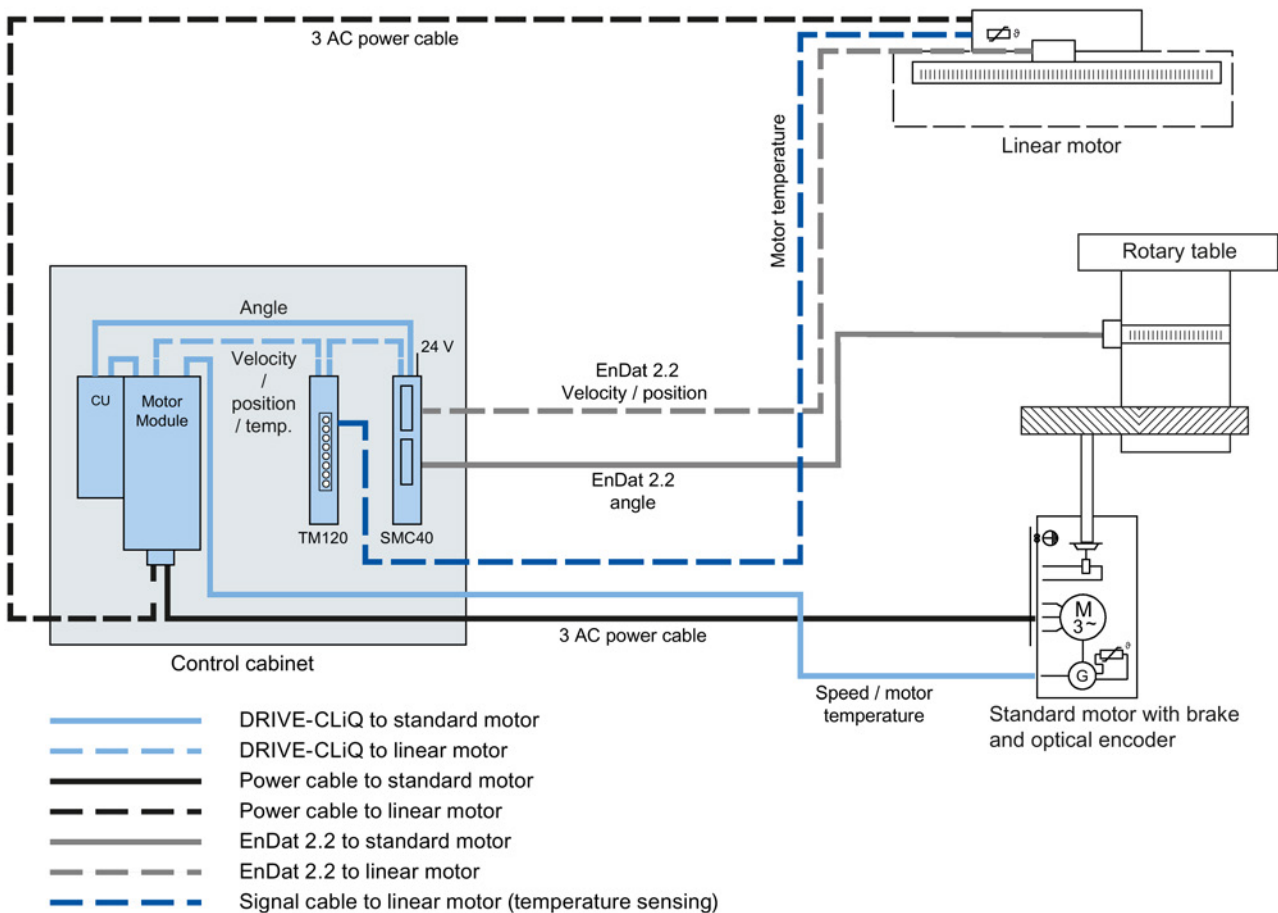 3 AC power cable
ϑ
Linear motor
Motor temperature
Rotary table
Angle
24 V
CU
Motor
Module
Velocity
/
position
/ temp.
EnDat 2.2
Velocity / position
EnDat 2.2
angle
TM120
SMC40
M
3~
G
ϑ
3 AC power cable
Control cabinet
Speed / motor
temperature
Standard motor with brake
and optical encoder
DRIVE-CLiQ to standard motor
DRIVE-CLiQ to linear motor
Power cable to standard motor
Power cable to linear motor
EnDat 2.2 to standard motor
EnDat 2.2 to linear motor
Signal cable to linear motor (temperature sensing)